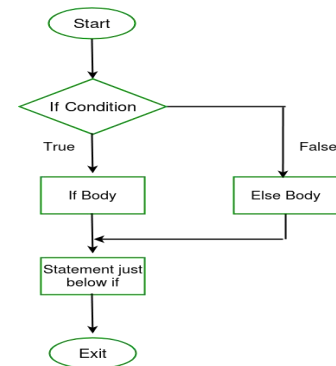 Start
If Condition
True
False
If Body
Else Body
Statement just
below if
Exit